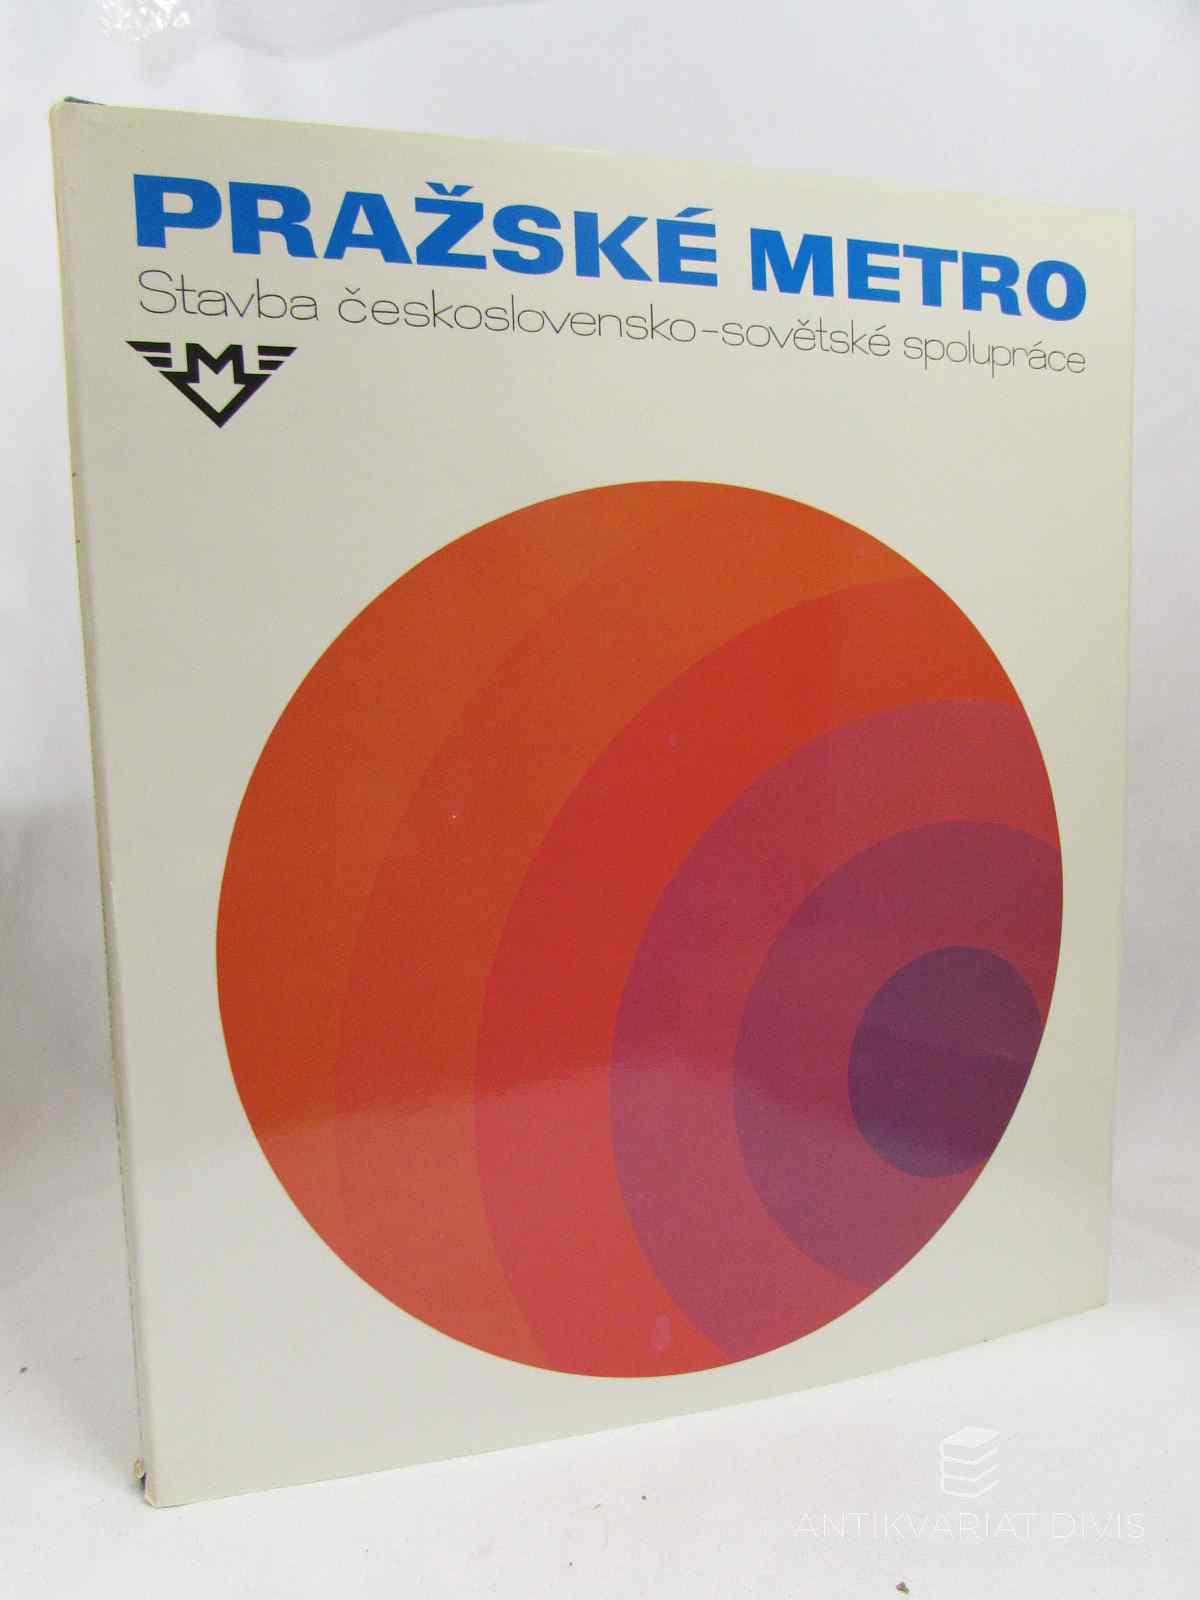 PRAŽSKÉ METRO
Stavba československo-sovětské spolupráce
M
ANTIKVARIAT DIVIS